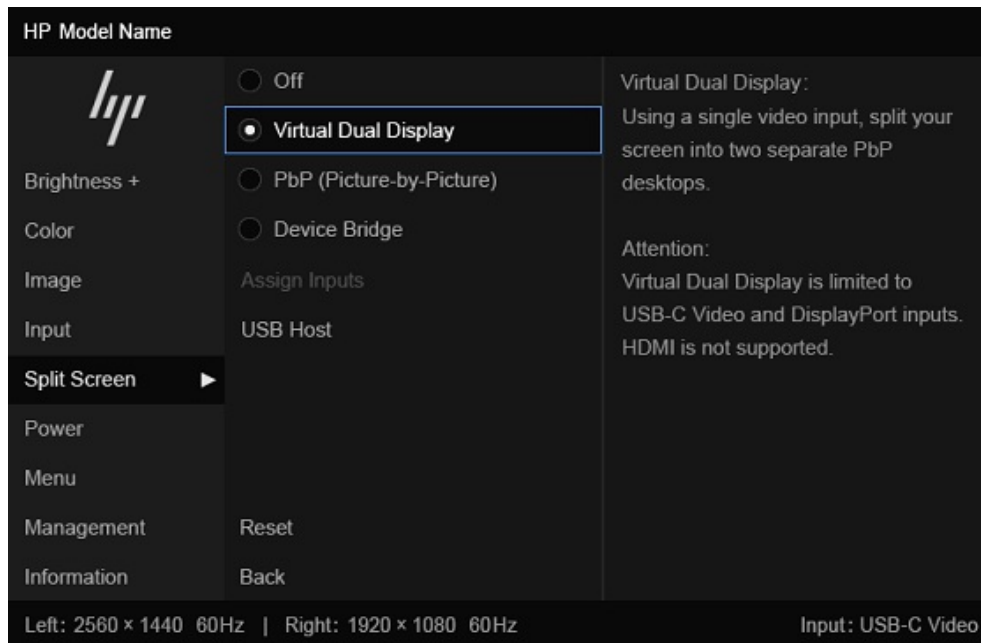 HP Model Name
hp
Brightness +
Color
Image
Input
Split Screen
Power
Menu
Management
Information
Off
Virtual Dual Display
PbP (Picture-by-Picture)
Device Bridge
Assign Inputs
USB Host
Reset
Back
Virtual Dual Display:
Using a single video input, split your
screen into two separate PbP
desktops.
Attention:
Virtual Dual Display is limited to
USB-C Video and DisplayPort inputs.
HDMI is not supported.
Left: 2560 × 1440 60Hz | Right: 1920 × 1080 60Hz
Input: USB-C Video